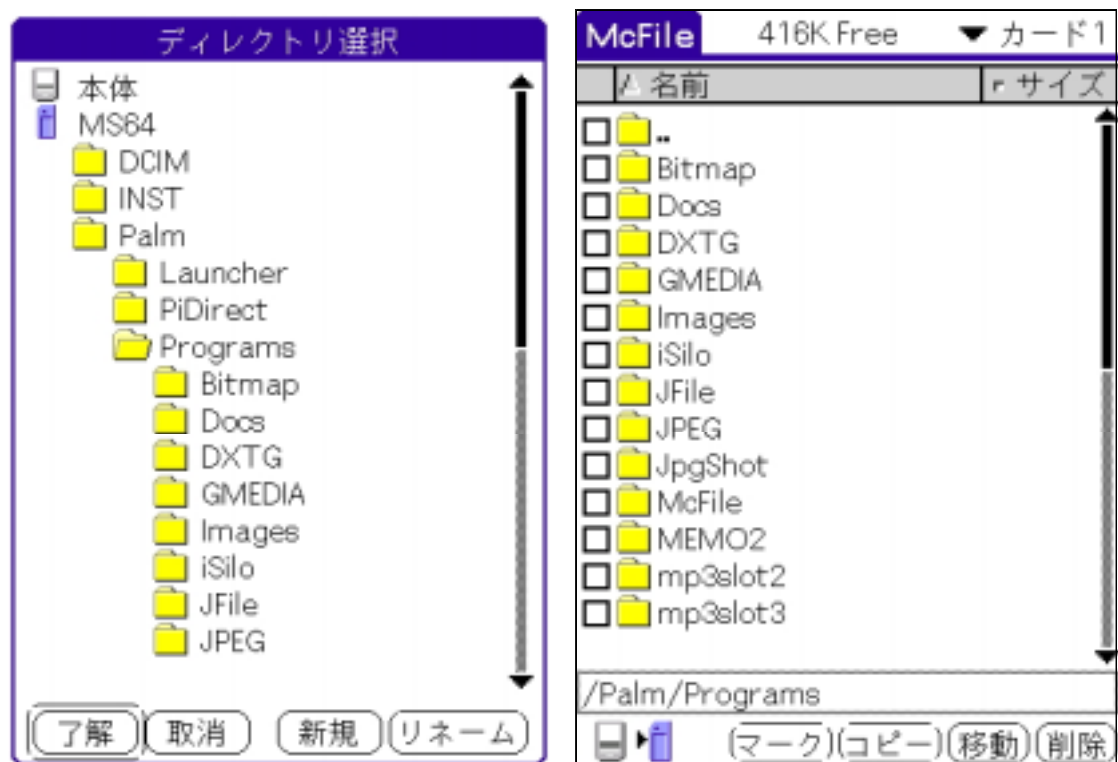 ディレクトリ選択
本体
MS64
DCIM
INST
Palm
Launcher
PiDirect
Programs
Bitmap
Docs
DXTG
GMEDIA
Images
iSilo
JFile
JPEG
了解 取消 新規 リネーム
McFile 416K Free ▼ カード1
名前 サイズ
..
Bitmap
Docs
DXTG
GMEDIA
Images
iSilo
JFile
JPEG
JpgShot
McFile
MEMO2
mp3slot2
mp3slot3
/Palm/Programs
マーク コピー 移動 削除